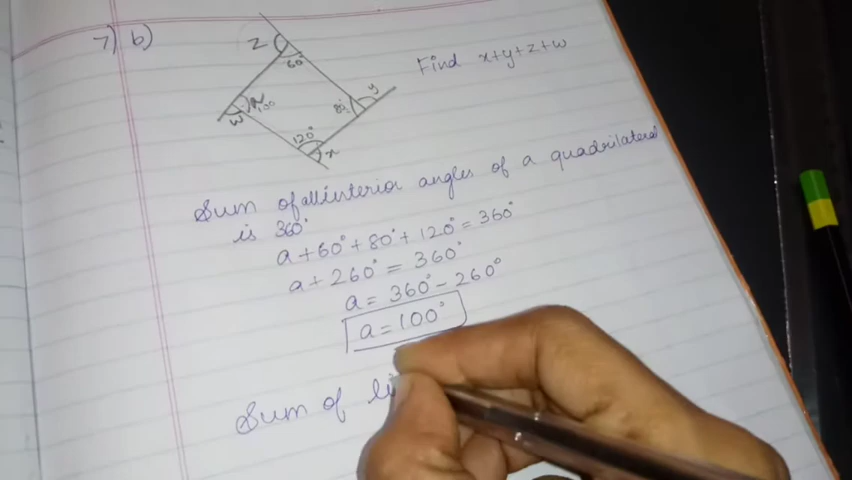 7) b)
Find x+y+z+w
z
60°
a 100
w
80°
y
120°
x
Sum of all interior angles of a quadrilateral
is 360°
a+60°+80°+120°=360°
a+260°=360°
a=360°-260°
a=100°
Sum of li